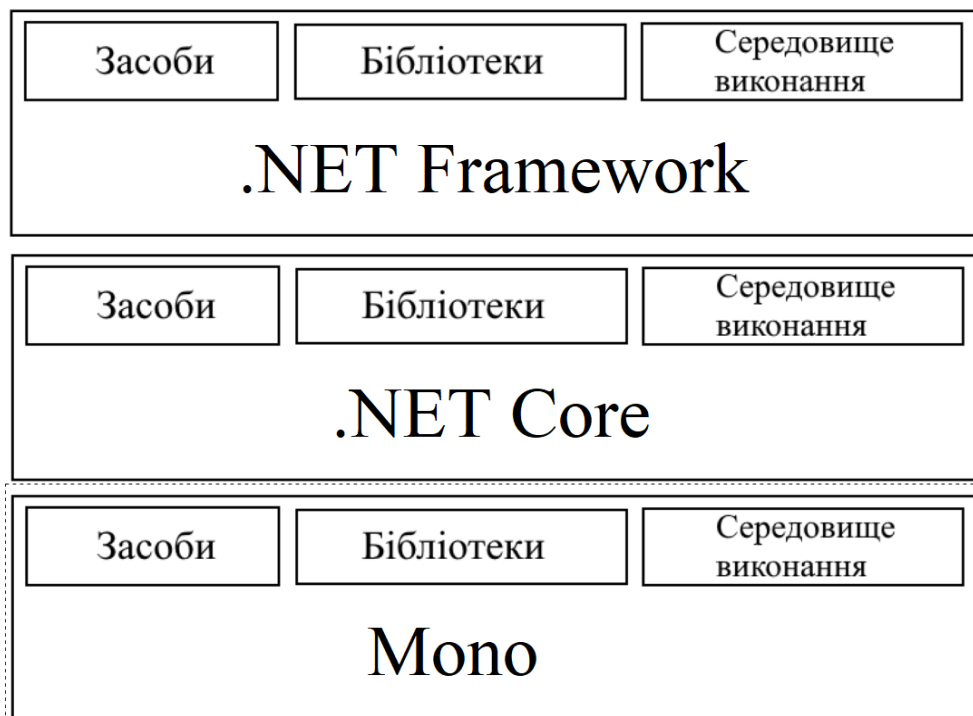 Засоби
Бібліотеки
Середовище
виконання
.NET Framework
Засоби
Бібліотеки
Середовище
виконання
.NET Core
Засоби
Бібліотеки
Середовище
виконання
Mono